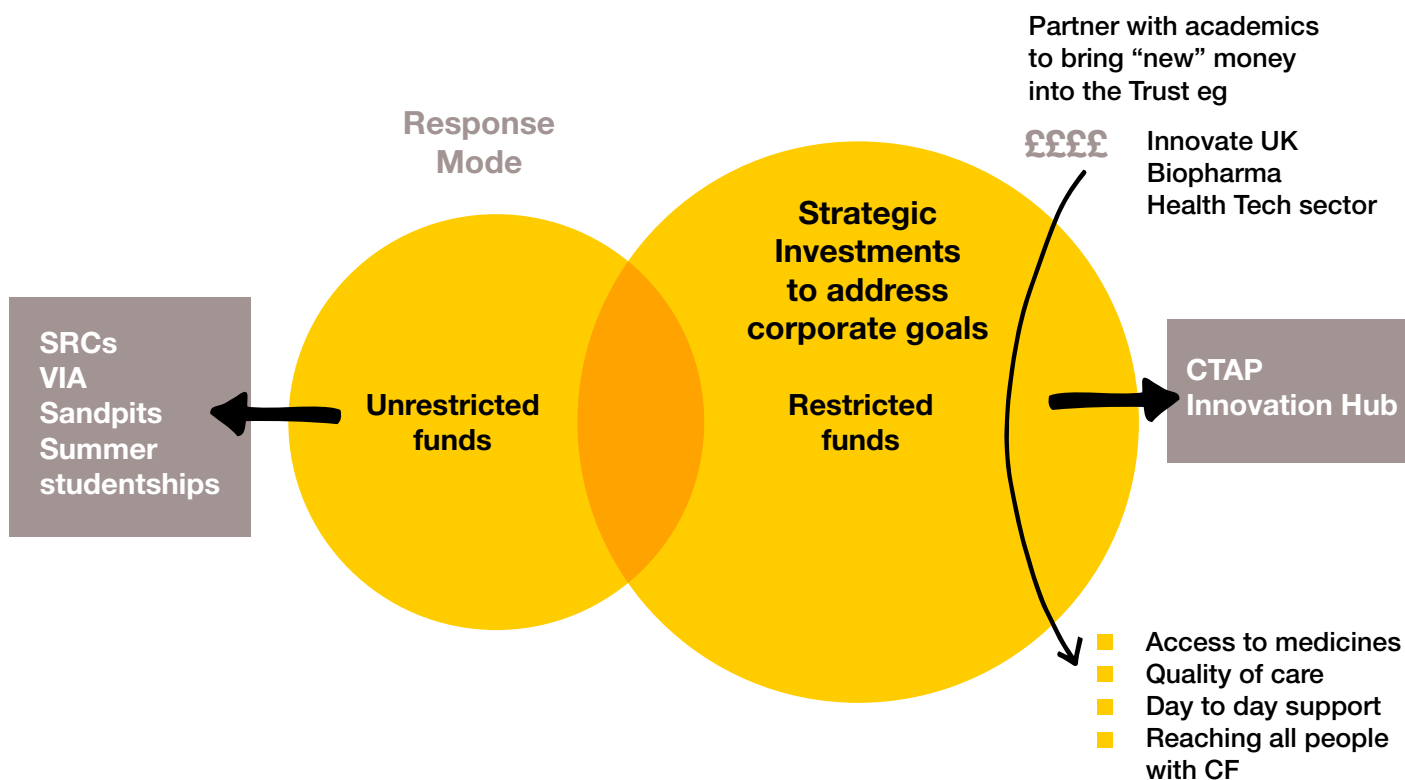 Partner with academics
to bring “new” money
into the Trust eg
££££
Innovate UK
Biopharma
Health Tech sector
Response
Mode
Strategic
Investments
to address
corporate goals
SRCs
VIA
Sandpits
Summer
studentships
Unrestricted
funds
Restricted
funds
CTAP
Innovation Hub
Access to medicines
Quality of care
Day to day support
Reaching all people
with CF